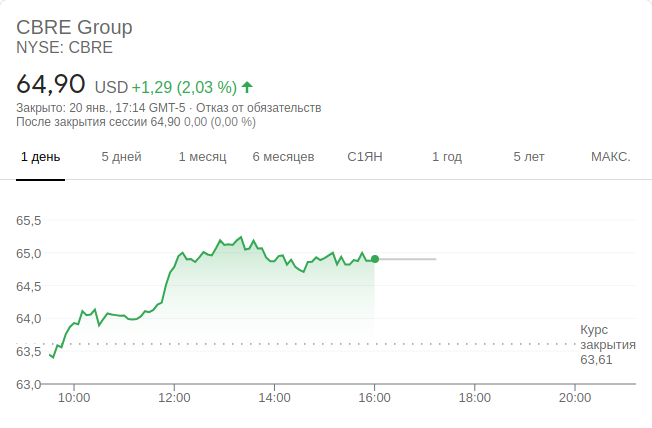 CBRE Group
NYSE: CBRE
64,90 USD +1,29 (2,03 %)
Закрыто: 20 янв., 17:14 GMT-5 · Отказ от обязательств
После закрытия сессии 64,90 0,00 (0,00 %)
1 день 5 дней 1 месяц 6 месяцев С1ЯН 1 год 5 лет МАКС.
65,5
65,0
64,5
64,0
63,5
63,0
Курс
закрытия
63,61
10:00 12:00 14:00 16:00 18:00 20:00